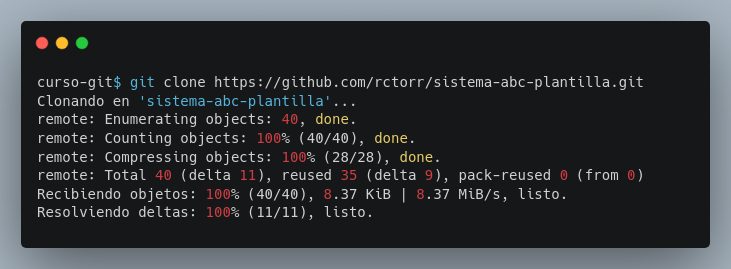 curso-git$ git clone https://github.com/rctorr/sistema-abc-plantilla.git
Clonando en 'sistema-abc-plantilla'...
remote: Enumerating objects: 40, done.
remote: Counting objects: 100% (40/40), done.
remote: Compressing objects: 100% (28/28), done.
remote: Total 40 (delta 11), reused 35 (delta 9), pack-reused 0 (from 0)
Recibiendo objetos: 100% (40/40), 8.37 KiB | 8.37 MiB/s, listo.
Resolviendo deltas: 100% (11/11), listo.